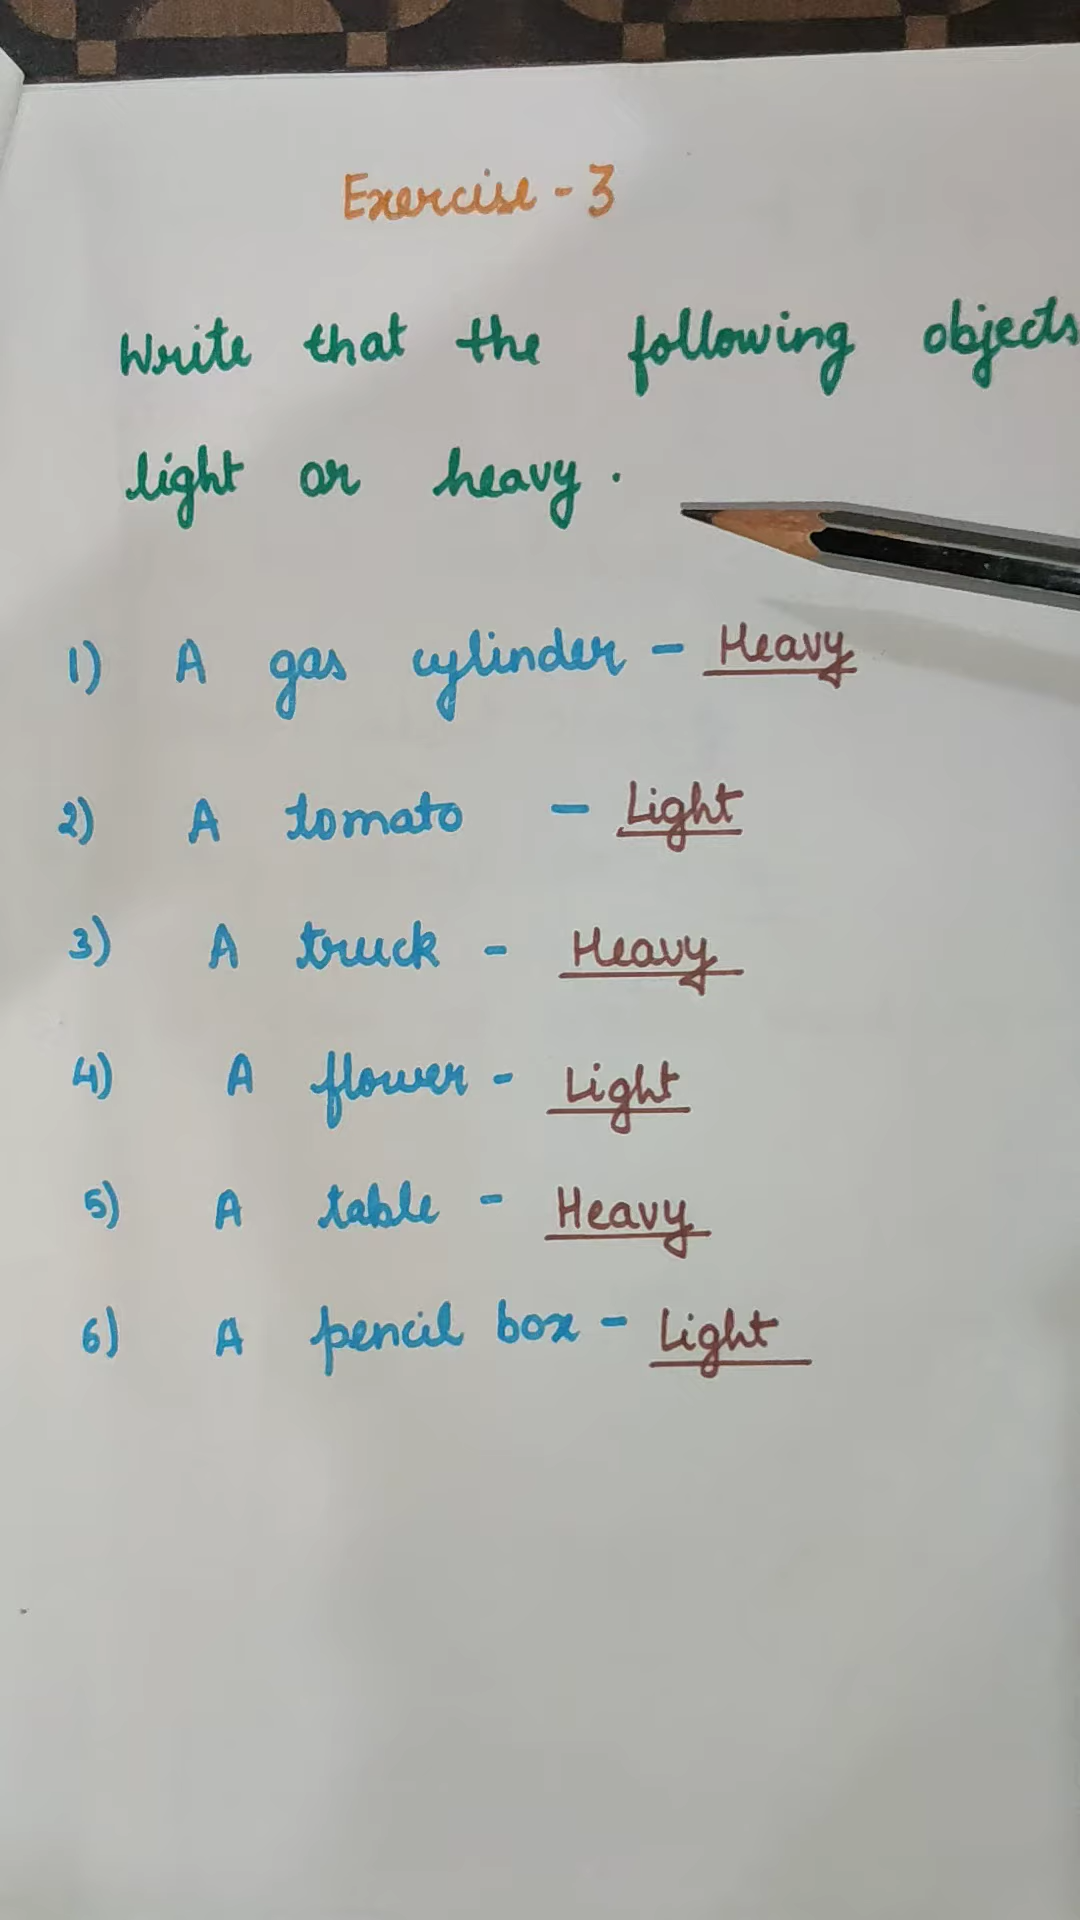 Exercise - 3
Write that the following objects
light or heavy.
1) A gas cylinder - Heavy
2) A tomato - Light
3) A truck - Heavy
4) A flower - Light
5) A table - Heavy
6) A pencil box - Light